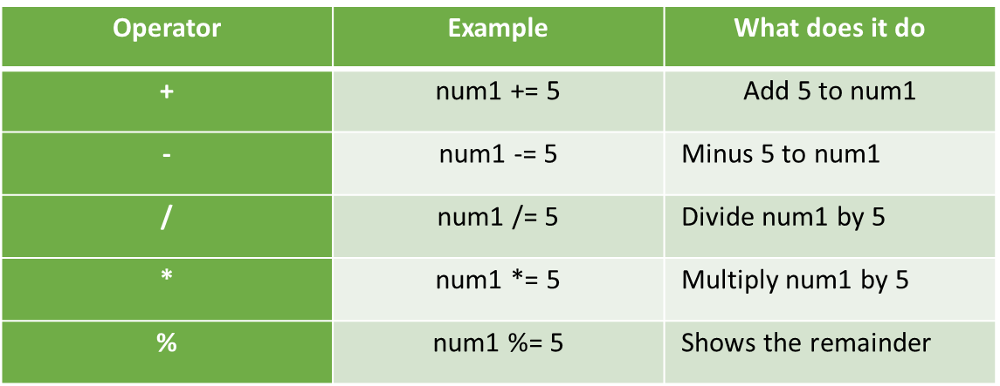 Operator Example What does it do
+ num1 += 5 Add 5 to num1
- num1 -= 5 Minus 5 to num1
/ num1 /= 5 Divide num1 by 5
* num1 *= 5 Multiply num1 by 5
% num1 %= 5 Shows the remainder